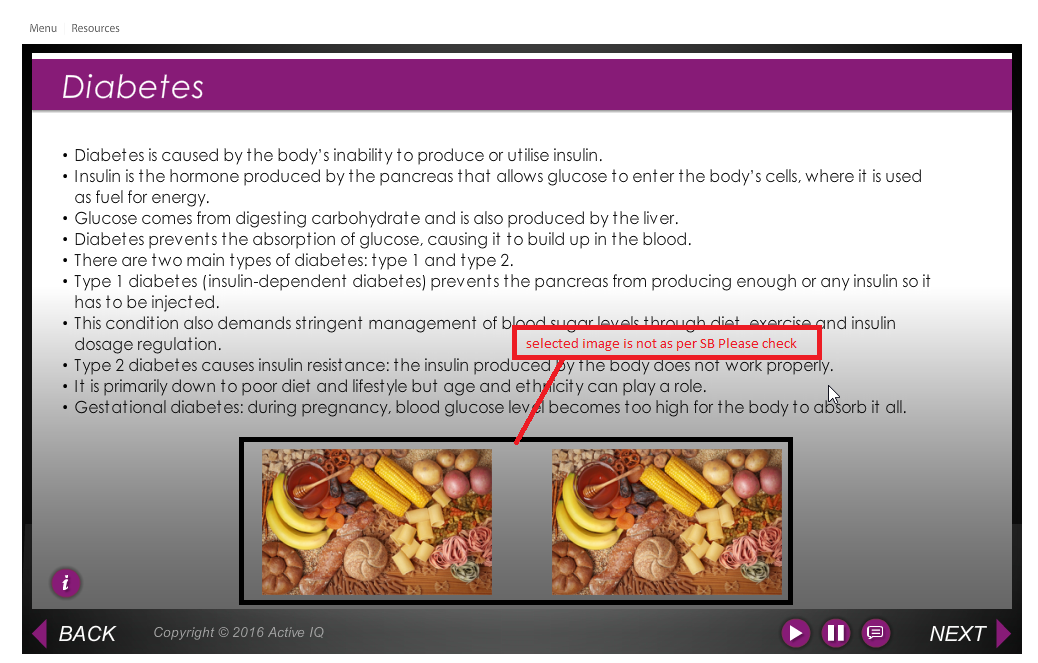 Menu | Resources
Diabetes
• Diabetes is caused by the body's inability to produce or utilise insulin.
• Insulin is the hormone produced by the pancreas that allows glucose to enter the body's cells, where it is used
as fuel for energy.
• Glucose comes from digesting carbohydrate and is also produced by the liver.
• Diabetes prevents the absorption of glucose, causing it to build up in the blood.
• There are two main types of diabetes: type 1 and type 2.
• Type 1 diabetes (insulin-dependent diabetes) prevents the pancreas from producing enough or any insulin so it
has to be injected.
• This condition also demands stringent management of blood sugar levels through diet, exercise and insulin
dosage regulation.
selected image is not as per SB Please check
• Type 2 diabetes causes insulin resistance: the insulin produced by the body does not work properly.
• It is primarily down to poor diet and lifestyle but age and ethnicity can play a role.
• Gestational diabetes: during pregnancy, blood glucose level becomes too high for the body to absorb it all.
i
BACK
Copyright © 2016 Active IQ
NEXT